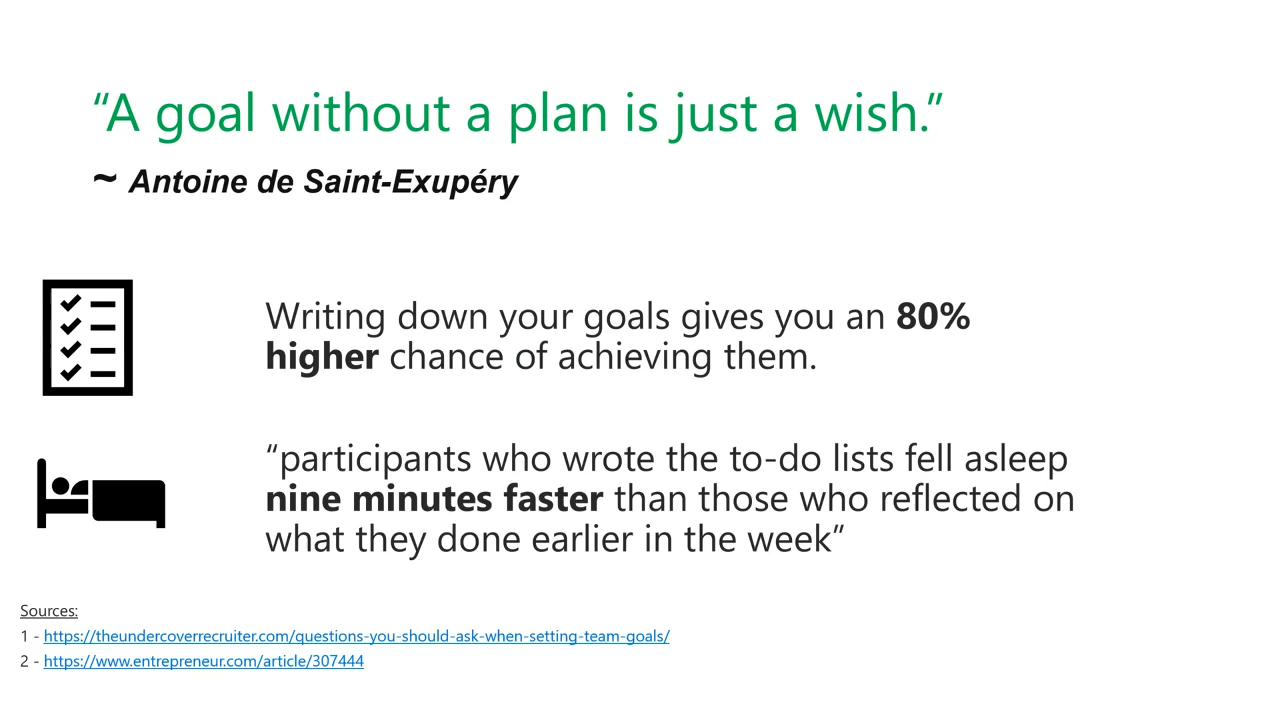 “A goal without a plan is just a wish.”
~ Antoine de Saint-Exupéry
Writing down your goals gives you an 80%
higher chance of achieving them.
“participants who wrote the to-do lists fell asleep
nine minutes faster than those who reflected on
what they done earlier in the week”
Sources:
1 - https://theundercoverrecruiter.com/questions-you-should-ask-when-setting-team-goals/
2 - https://www.entrepreneur.com/article/307444